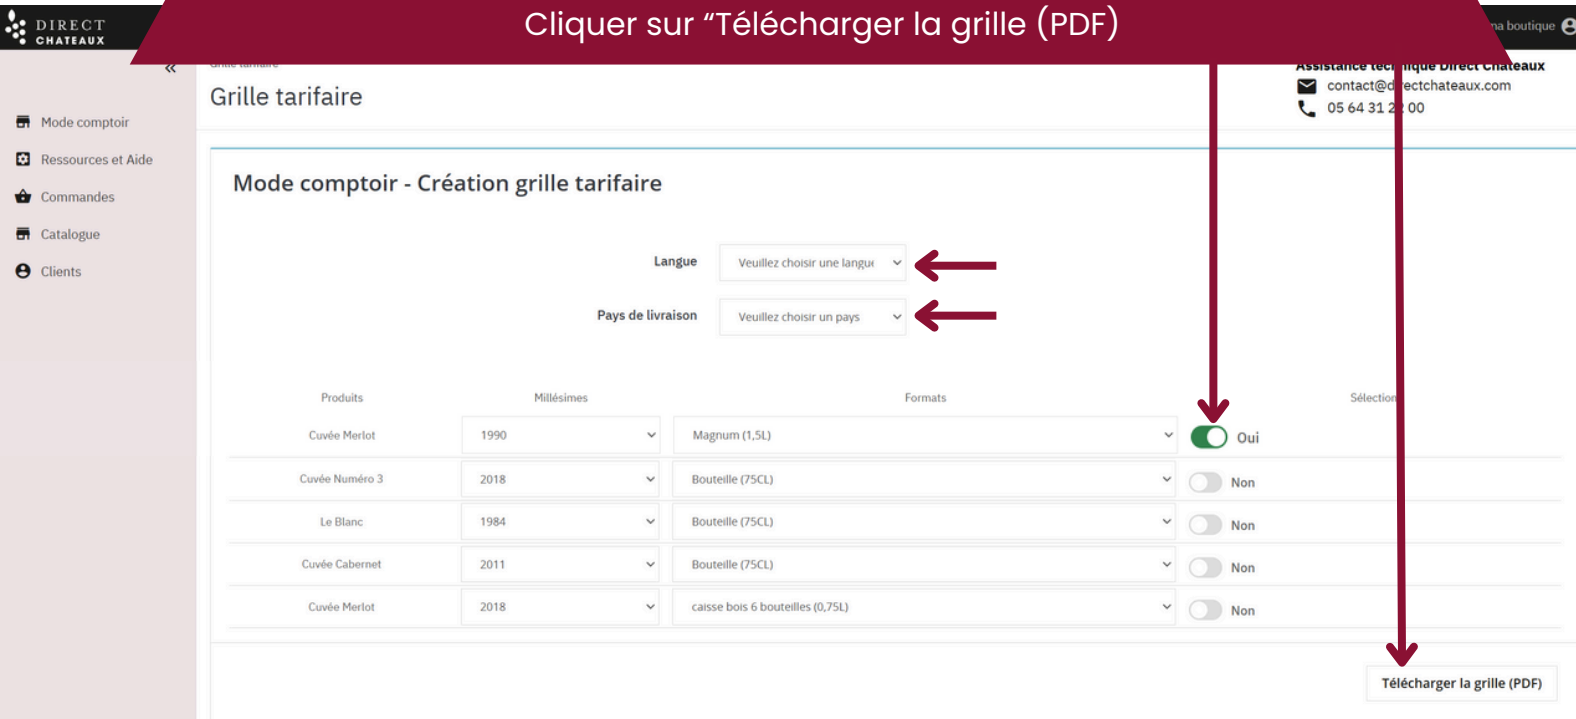 Cliquer sur “Télécharger la grille (PDF)
DIRECT
CHATEAUX
na boutique
Grille tarifaire
Grille tarifaire
Assistance technique Direct Chateaux
contact@directchateaux.com
05 64 31 22 00
Mode comptoir
Ressources et Aide
Commandes
Catalogue
Clients
Mode comptoir - Création grille tarifaire
Langue Veuillez choisir une langue
Pays de livraison Veuillez choisir un pays
Produits Millésimes Formats Sélection
Cuvée Merlot 1990 Magnum (1,5L) Oui
Cuvée Numéro 3 2018 Bouteille (75CL) Non
Le Blanc 1984 Bouteille (75CL) Non
Cuvée Cabernet 2011 Bouteille (75CL) Non
Cuvée Merlot 2018 caisse bois 6 bouteilles (0,75L) Non
Télécharger la grille (PDF)